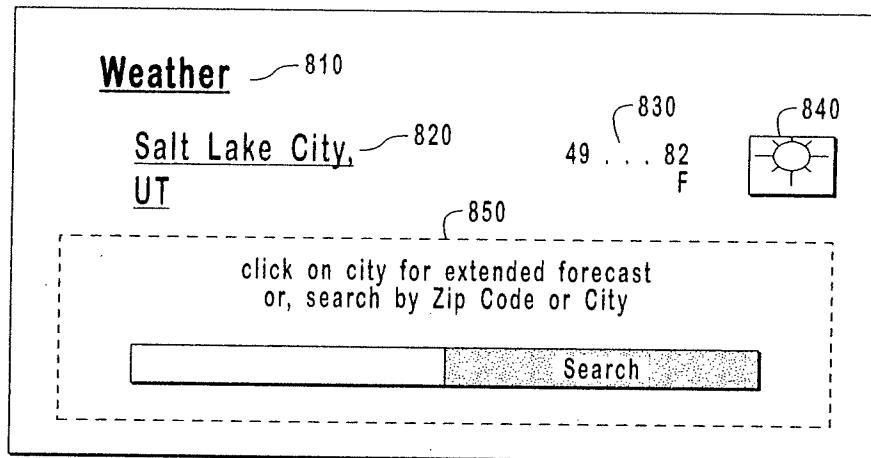 Weather 810
830
840
Salt Lake City, 820
49 . . . 82
UT
F
850
click on city for extended forecast
or, search by Zip Code or City
Search